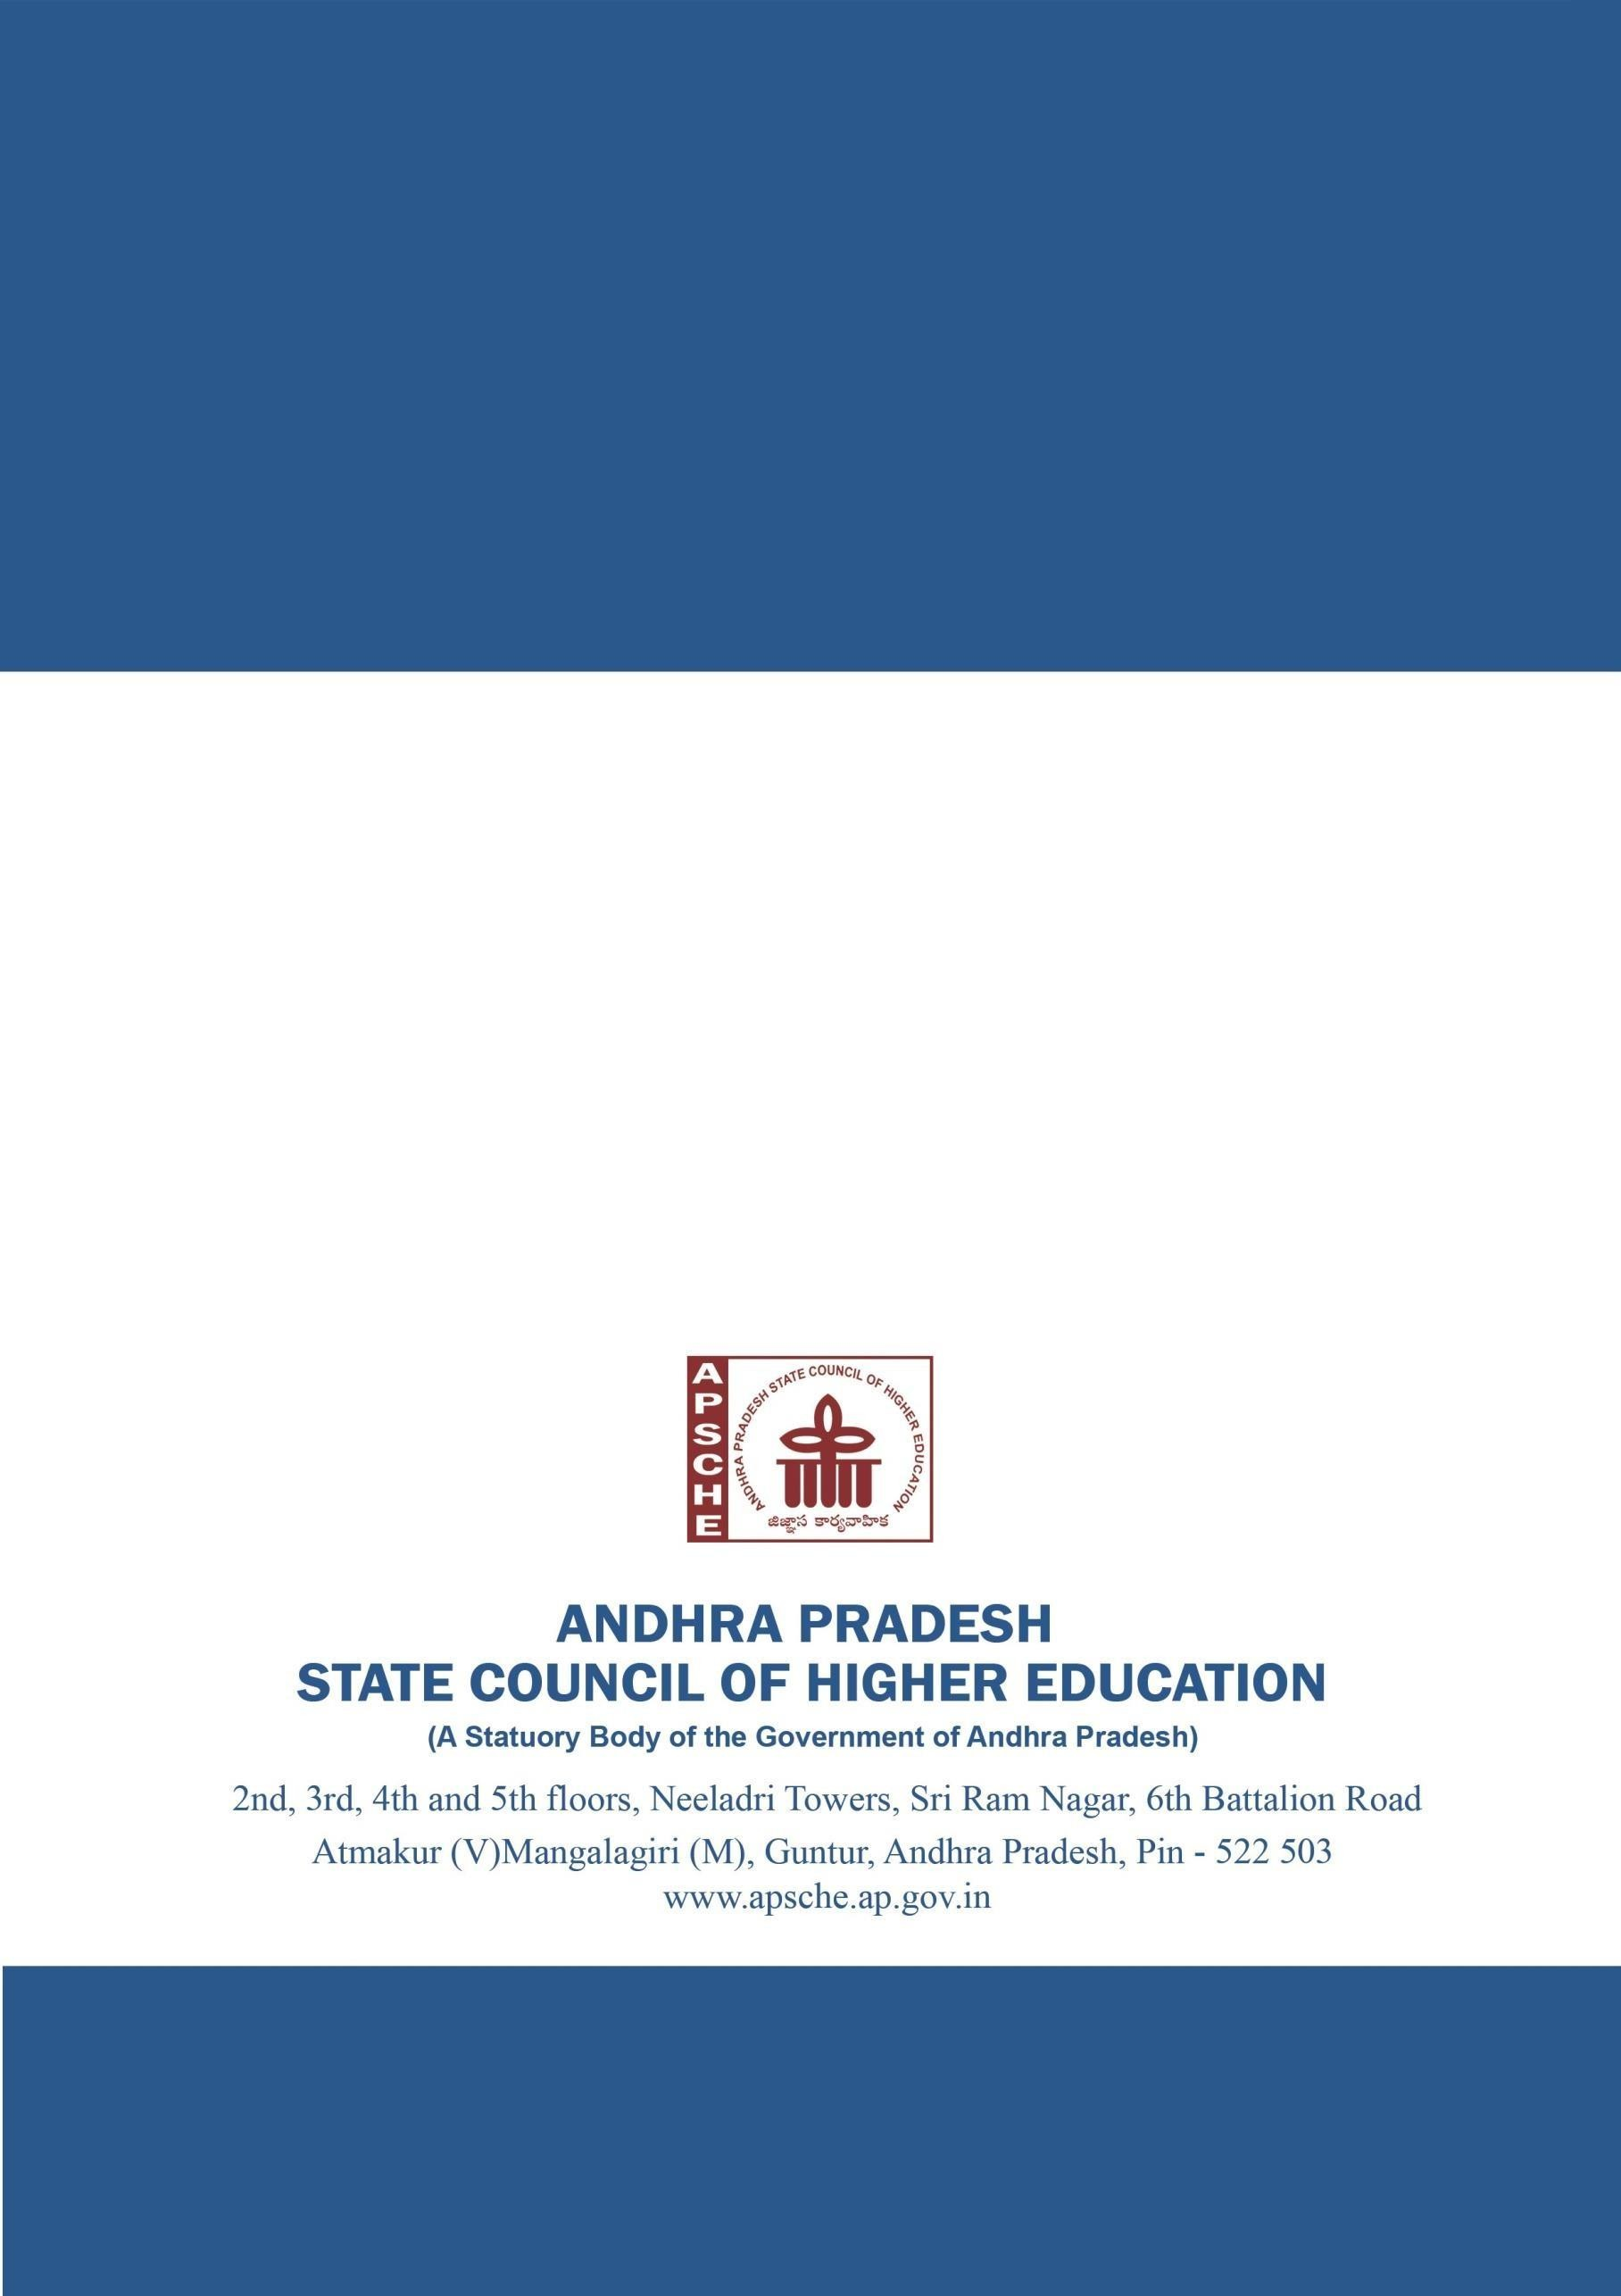 APSCHE
ANDHRA PRADESH STATE COUNCIL OF HIGHER EDUCATION
జిజ్ఞాస కార్యవాహిక
ANDHRA PRADESH
STATE COUNCIL OF HIGHER EDUCATION
(A Statuory Body of the Government of Andhra Pradesh)
2nd, 3rd, 4th and 5th floors, Neeladri Towers, Sri Ram Nagar, 6th Battalion Road
Atmakur (V)Mangalagiri (M), Guntur, Andhra Pradesh, Pin - 522 503
www.apsche.ap.gov.in